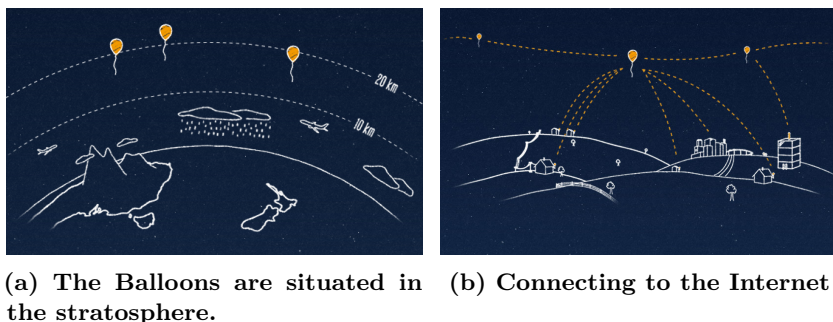 20 km
10 km
(a) The Balloons are situated in
the stratosphere.
(b) Connecting to the Internet